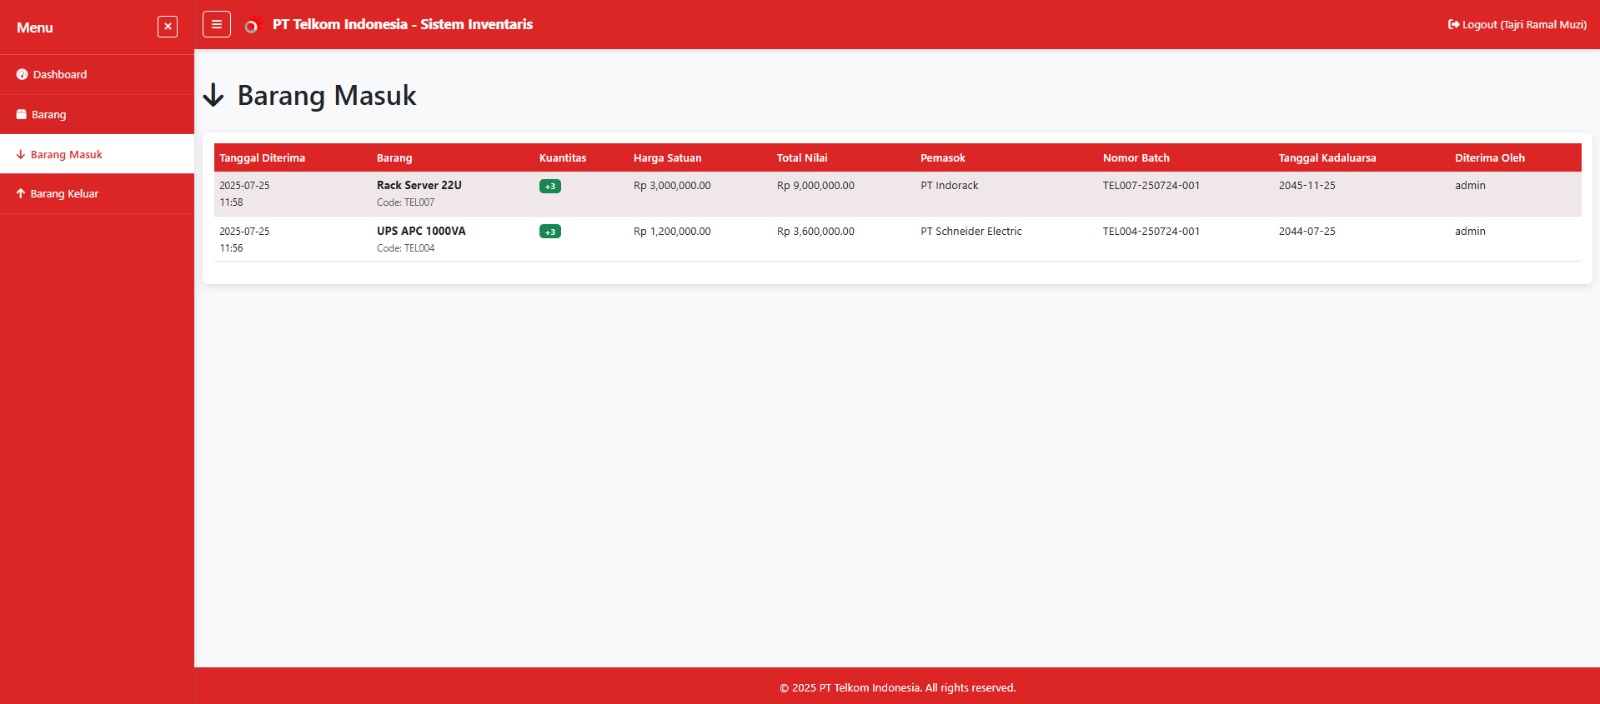 Menu
PT Telkom Indonesia - Sistem Inventaris
Logout (Tajri Ramal Muzi)
Dashboard
Barang
Barang Masuk
Barang Keluar
Barang Masuk
Tanggal Diterima Barang Kuantitas Harga Satuan Total Nilai Pemasok Nomor Batch Tanggal Kadaluarsa Diterima Oleh
2025-07-25 Rack Server 22U +3 Rp 3,000,000.00 Rp 9,000,000.00 PT Indorack TEL007-250724-001 2045-11-25 admin
11:58 Code: TEL007
2025-07-25 UPS APC 1000VA +3 Rp 1,200,000.00 Rp 3,600,000.00 PT Schneider Electric TEL004-250724-001 2044-07-25 admin
11:56 Code: TEL004
© 2025 PT Telkom Indonesia. All rights reserved.